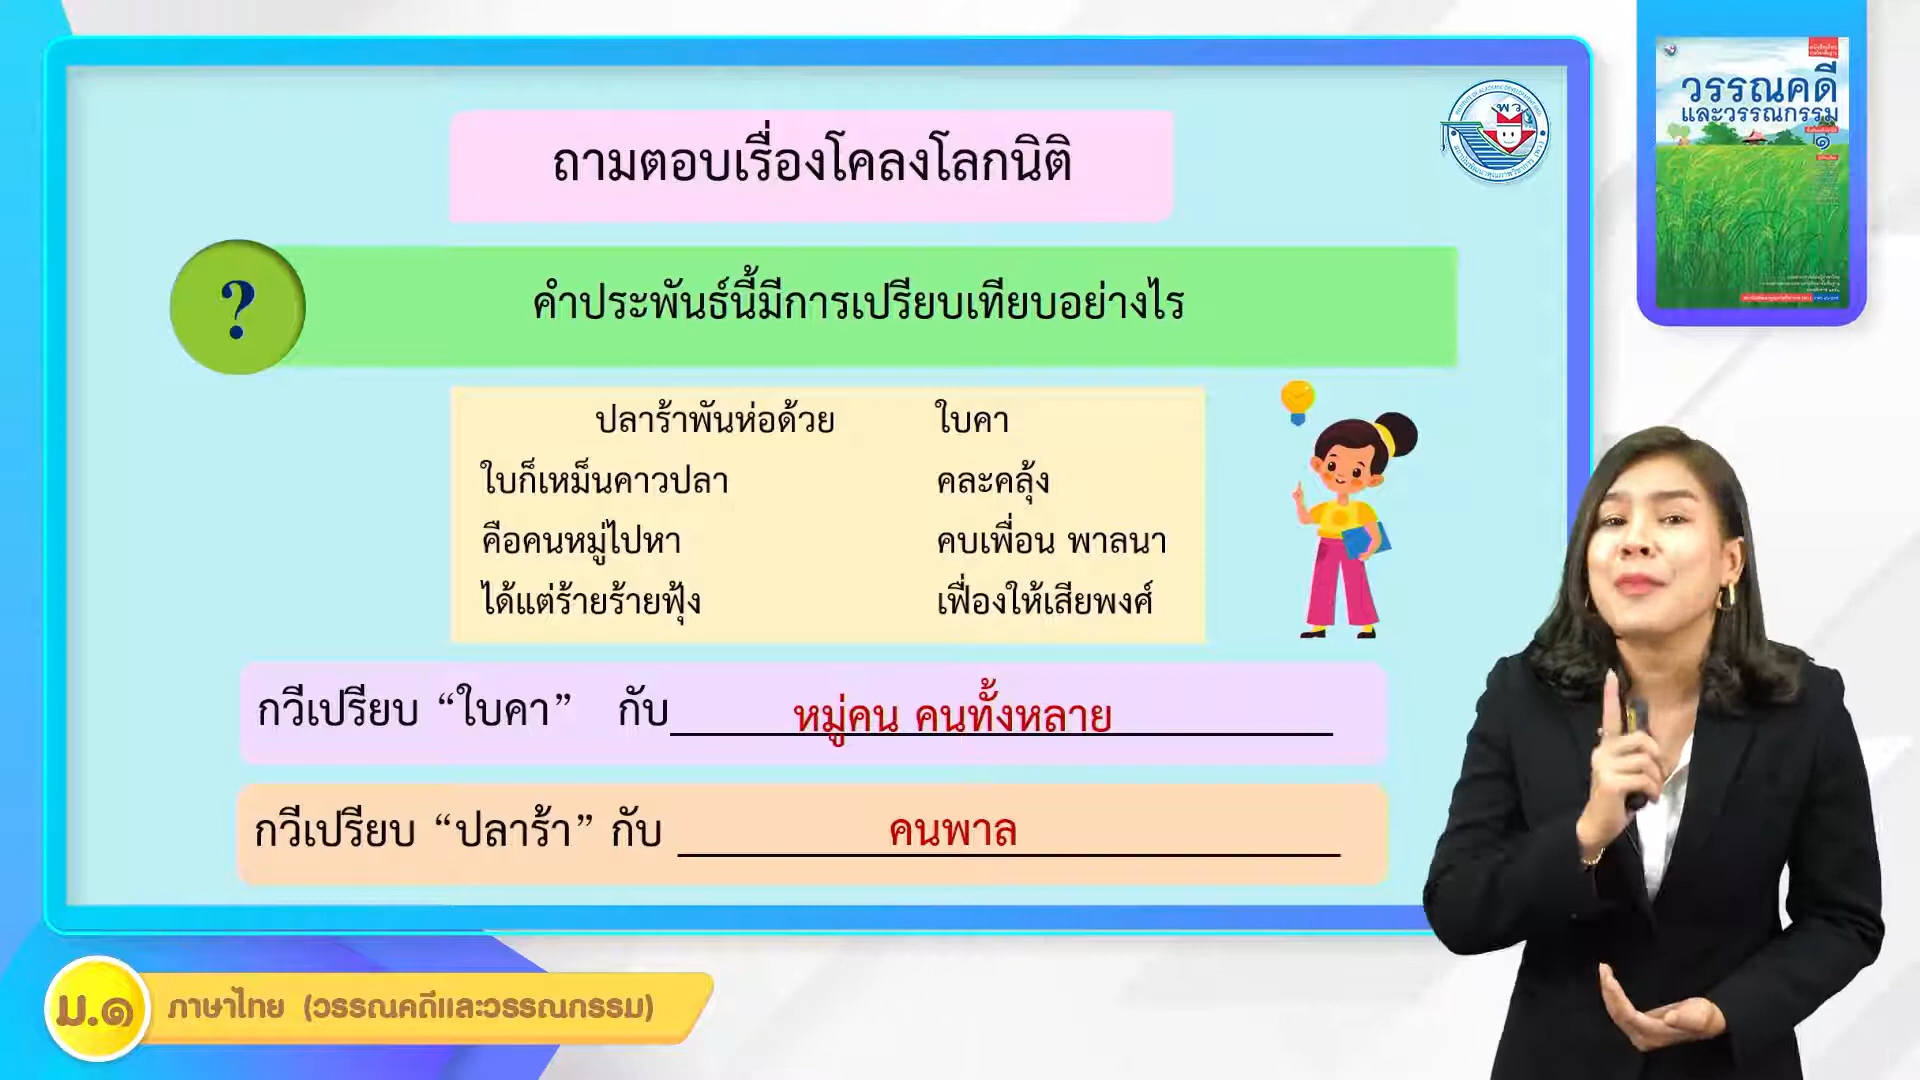 ถามตอบเรื่องโคลงโลกนิติ
?
คำประพันธ์นี้มีการเปรียบเทียบอย่างไร
ปลาร้าพันห่อด้วย ใบคา
ใบก็เหม็นคาวปลา คละคลุ้ง
คือคนหมู่ไปหา คบเพื่อน พาลนา
ได้แต่ร้ายร้ายฟุ้ง เฟื่องให้เสียพงศ์
กวีเปรียบ “ใบคา” กับ หมู่คน คนทั้งหลาย
กวีเปรียบ “ปลาร้า” กับ คนพาล
วรรณคดี
และวรรณกรรม
๑
พว.
ม.๑ ภาษาไทย (วรรณคดีและวรรณกรรม)